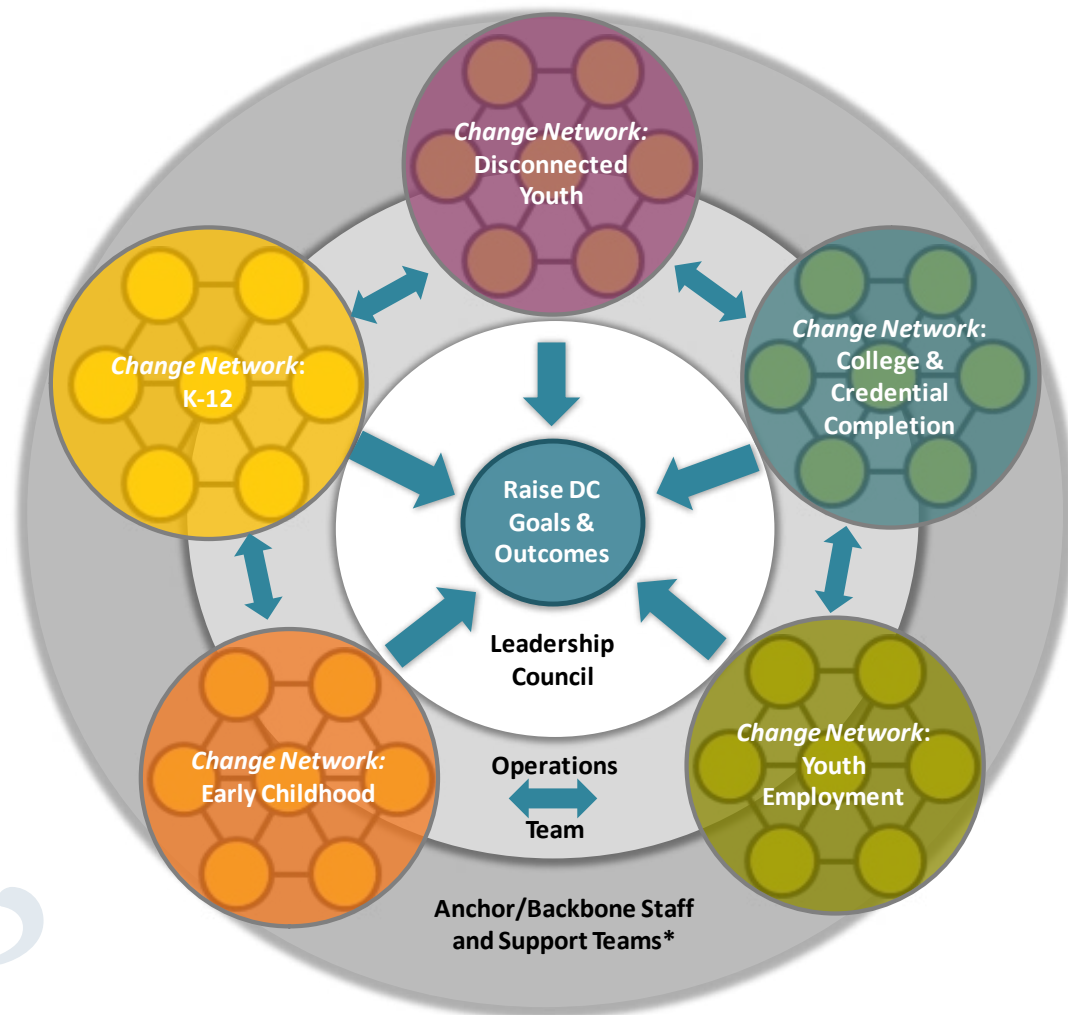 Change Network:
Disconnected
Youth
Change Network:
K-12
Change Network:
College &
Credential
Completion
Raise DC
Goals &
Outcomes
Leadership
Council
Change Network:
Early Childhood
Change Network:
Youth
Employment
Operations
Team
Anchor/Backbone Staff
and Support Teams*